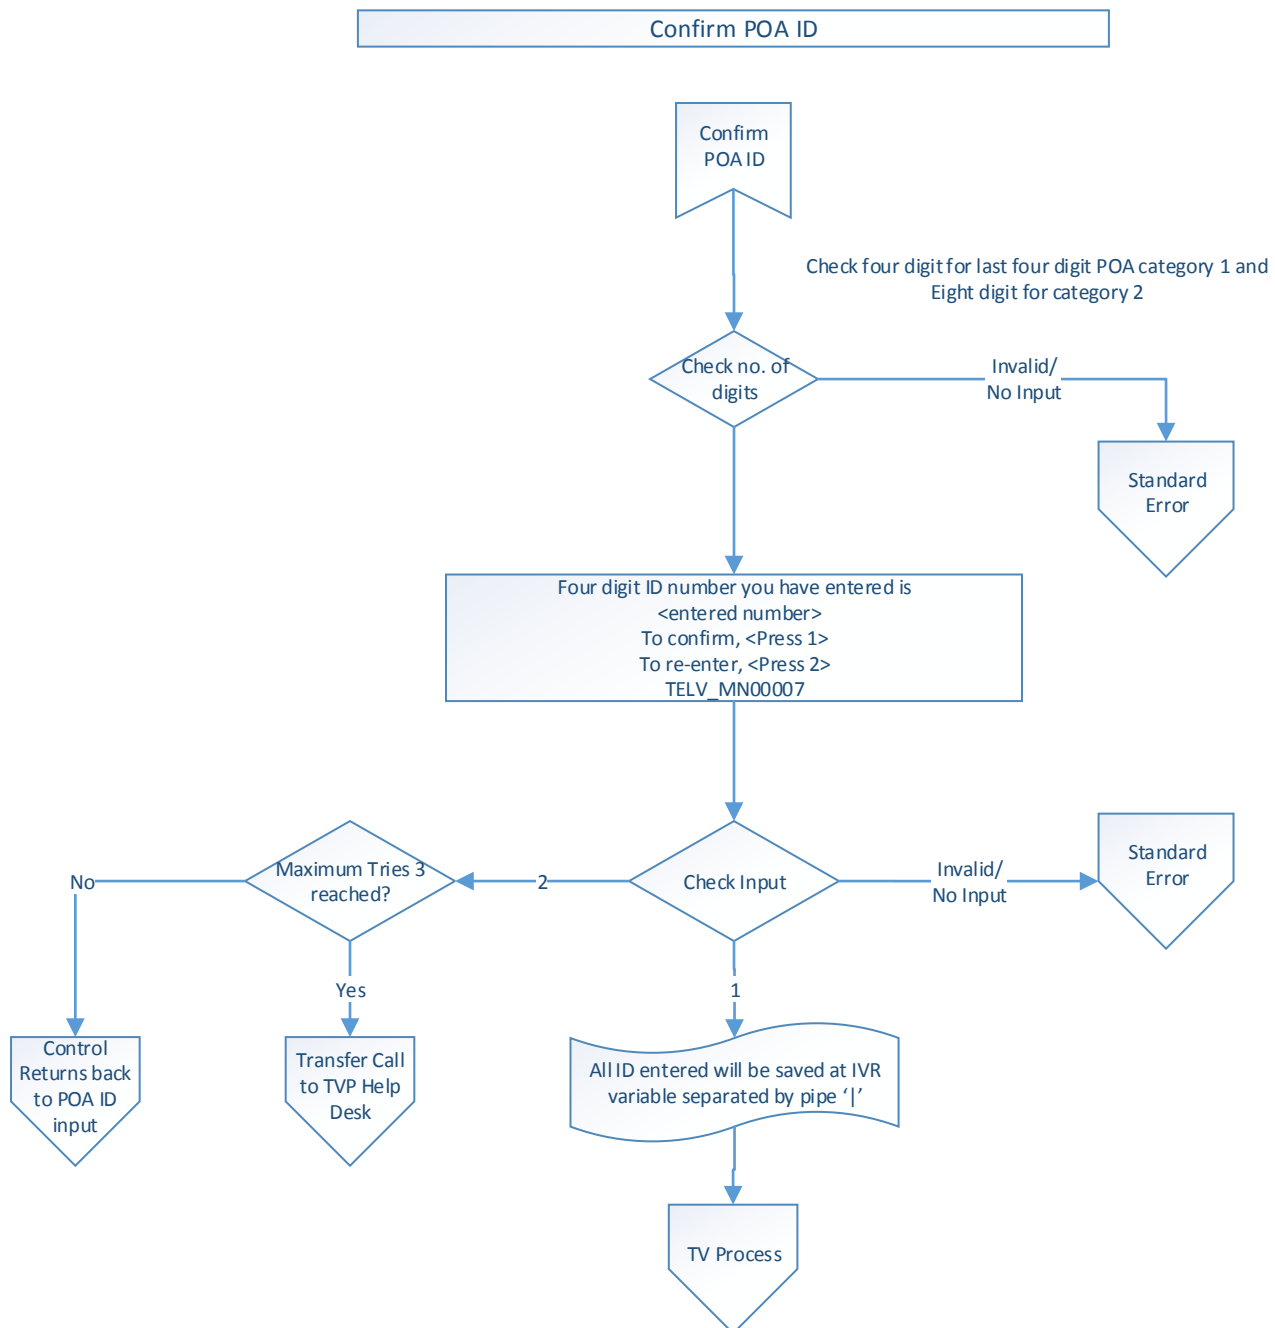 Confirm POA ID
Confirm
POA ID
Check four digit for last four digit POA category 1 and
Eight digit for category 2
Check no. of
digits
Invalid/
No Input
Standard
Error
Four digit ID number you have entered is
<entered number>
To confirm, <Press 1>
To re-enter, <Press 2>
TELV_MN00007
Maximum Tries 3
reached?
No
2
Check Input
Invalid/
No Input
Standard
Error
Yes
1
Control
Returns back
to POA ID
input
Transfer Call
to TVP Help
Desk
All ID entered will be saved at IVR
variable separated by pipe ‘|’
TV Process